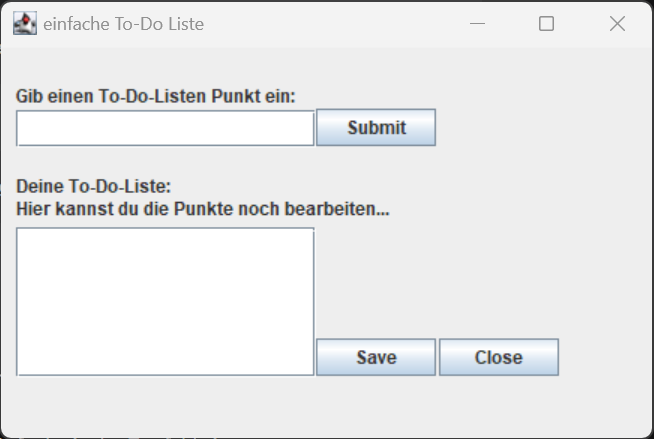 einfache To-Do Liste
Gib einen To-Do-Listen Punkt ein:
Submit
Deine To-Do-Liste:
Hier kannst du die Punkte noch bearbeiten...
Save
Close